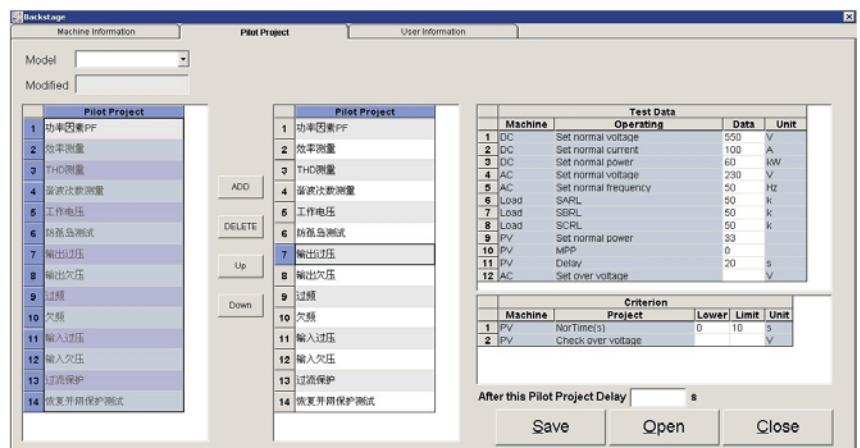 Backstage
Machine Information
Pilot Project
User Information
Model
Modified
Pilot Project
1 功率因素PF
2 效率测量
3 THD测量
4 谐波次数测量
5 工作电压
6 防孤岛测试
7 输出过压
8 输出欠压
9 过频
10 欠频
11 输入过压
12 输入欠压
13 过流保护
14 恢复并网保护测试
ADD
DELETE
Up
Down
Pilot Project
1 功率因素PF
2 效率测量
3 THD测量
4 谐波次数测量
5 工作电压
6 防孤岛测试
7 输出过压
8 输出欠压
9 过频
10 欠频
11 输入过压
12 输入欠压
13 过流保护
14 恢复并网保护测试
Test Data
Machine Operating Data Unit
1 DC Set normal voltage 550 V
2 DC Set normal current 100 A
3 DC Set normal power 60 kW
4 AC Set normal voltage 230 V
5 AC Set normal frequency 50 Hz
6 Load SARL 50 k
7 Load SBRL 50 k
8 Load SCRL 50 k
9 PV Set normal power 33
10 PV MPP 0
11 PV Delay 20 s
12 AC Set over voltage V
Criterion
Machine Project Lower Limit Unit
1 PV NorTime(s) 0 10 s
2 PV Check over voltage V
After this Pilot Project Delay s
Save
Open
Close